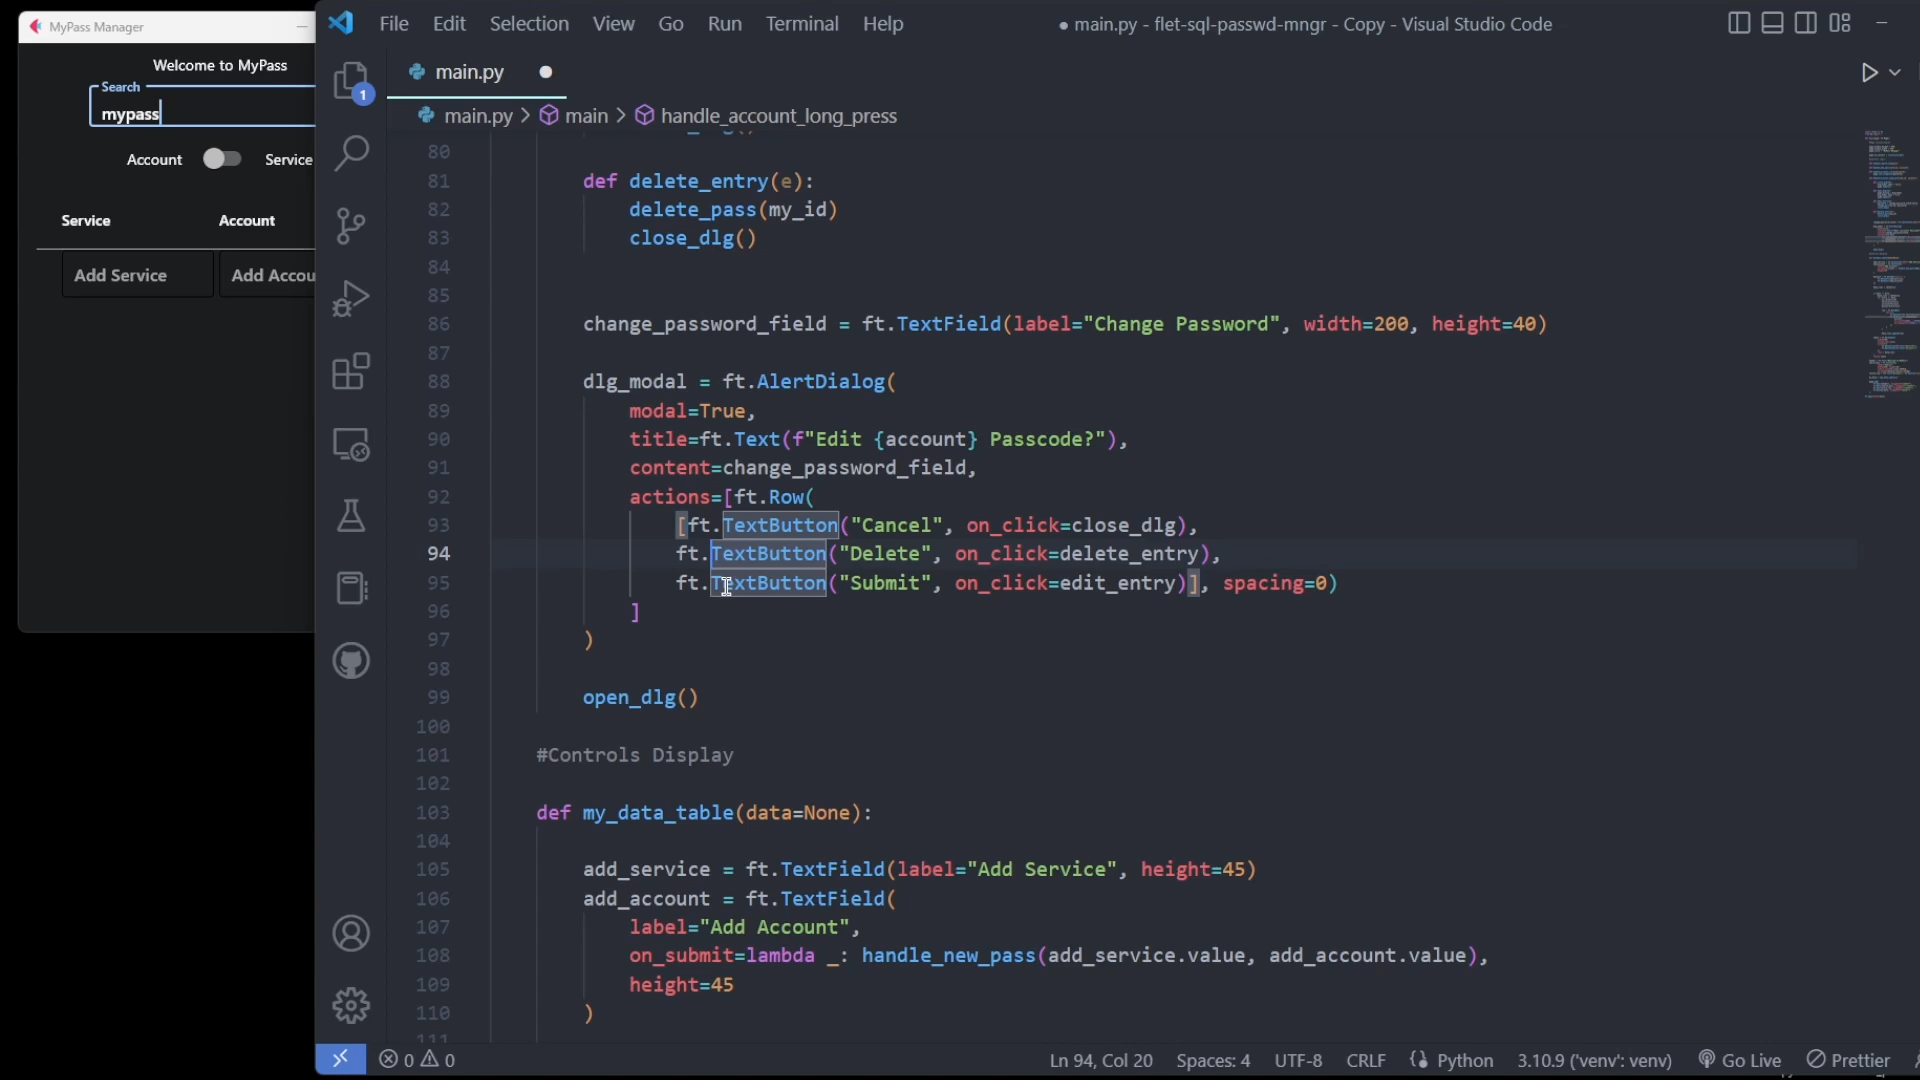 MyPass Manager
Welcome to MyPass
Search
mypass
Account Service
Service Account
Add Service Add Accou
File Edit Selection View Go Run Terminal Help
● main.py - flet-sql-passwd-mngr - Copy - Visual Studio Code
1
main.py ●
main.py > main > handle_account_long_press
80
81 def delete_entry(e):
82 delete_pass(my_id)
83 close_dlg()
84
85
86 change_password_field = ft.TextField(label="Change Password", width=200, height=40)
87
88 dlg_modal = ft.AlertDialog(
89 modal=True,
90 title=ft.Text(f"Edit {account} Passcode?"),
91 content=change_password_field,
92 actions=[ft.Row(
93 [ft.TextButton("Cancel", on_click=close_dlg),
94 ft.TextButton("Delete", on_click=delete_entry),
95 ft.TextButton("Submit", on_click=edit_entry)], spacing=0)
96 ]
97 )
98
99 open_dlg()
100
101 #Controls Display
102
103 def my_data_table(data=None):
104
105 add_service = ft.TextField(label="Add Service", height=45)
106 add_account = ft.TextField(
107 label="Add Account",
108 on_submit=lambda _: handle_new_pass(add_service.value, add_account.value),
109 height=45
110 )
111
0 0 Ln 94, Col 20 Spaces: 4 UTF-8 CRLF Python 3.10.9 ('venv': venv) Go Live Prettier